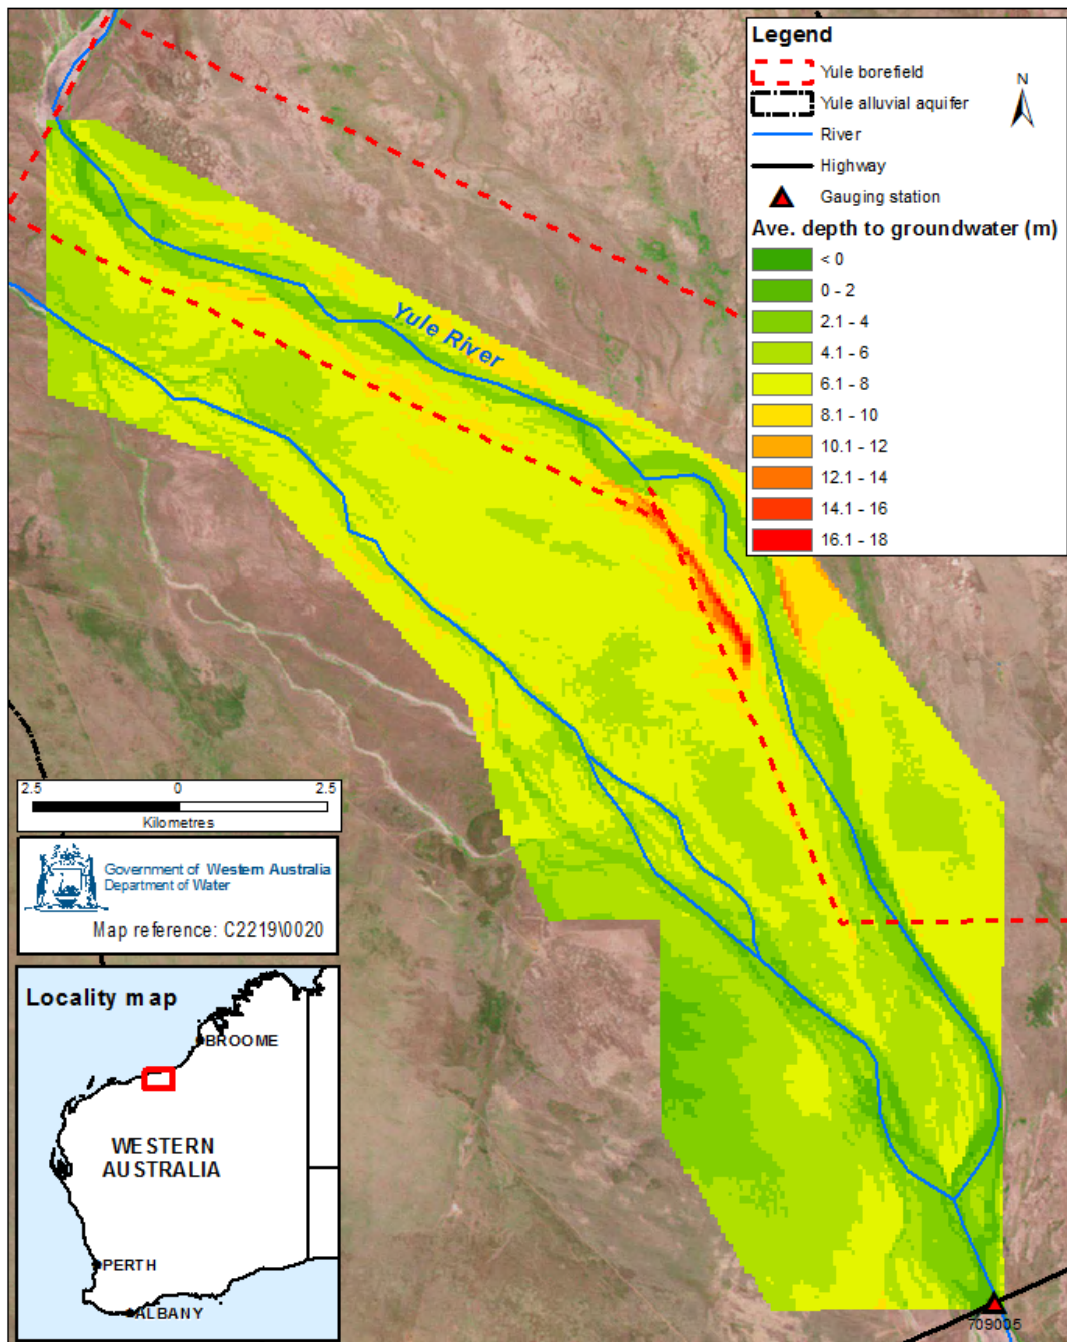 Legend
Yule borefield
Yule alluvial aquifer
River
Highway
Gauging station
N
Ave. depth to groundwater (m)
< 0
0 - 2
2.1 - 4
4.1 - 6
6.1 - 8
8.1 - 10
10.1 - 12
12.1 - 14
14.1 - 16
16.1 - 18
Yule River
2.5 0 2.5
Kilometres
Government of Western Australia
Department of Water
Map reference: C2219\0020
Locality map
BROOME
WESTERN
AUSTRALIA
PERTH
ALBANY
709005